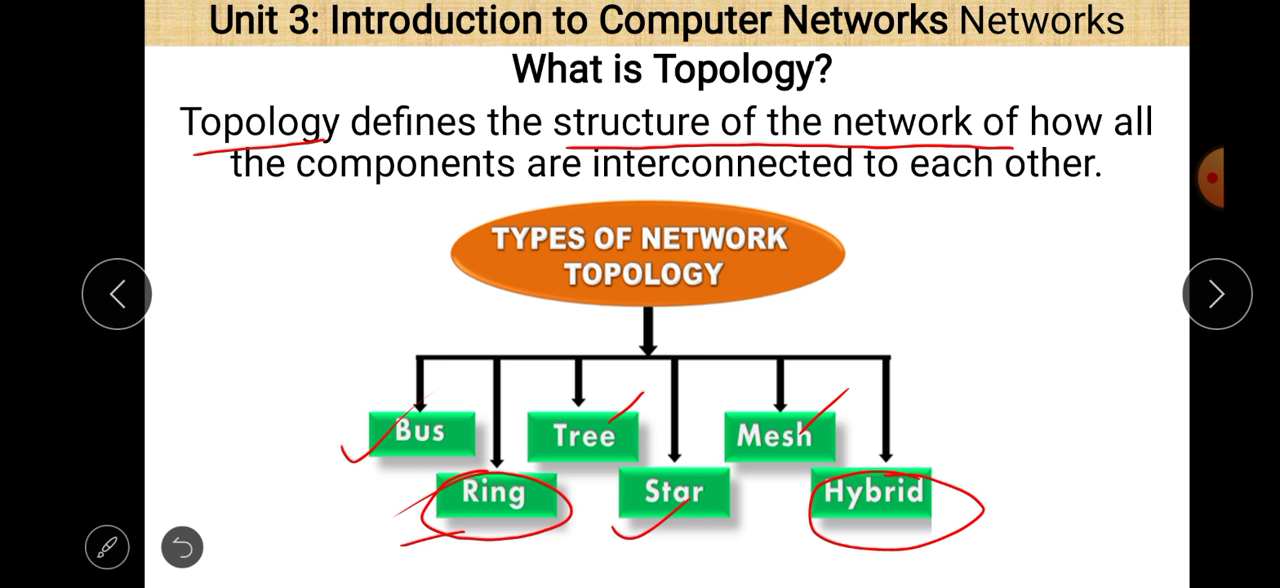 Unit 3: Introduction to Computer Networks Networks
What is Topology?
Topology defines the structure of the network of how all
the components are interconnected to each other.
TYPES OF NETWORK
TOPOLOGY
Bus
Tree
Mesh
Ring
Star
Hybrid